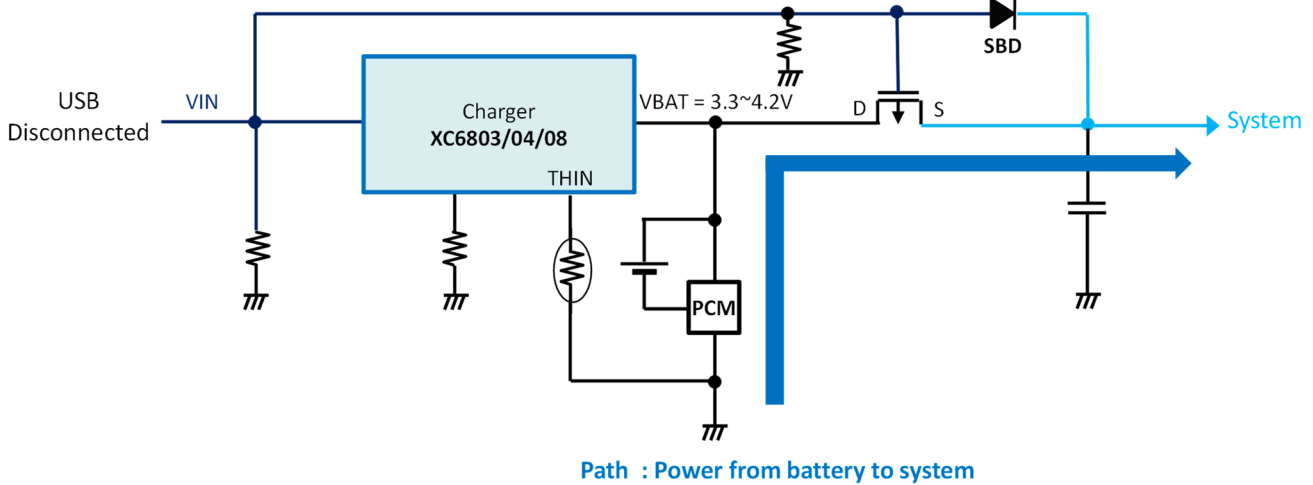 SBD
USB
Disconnected
VIN
Charger
XC6803/04/08
THIN
VBAT = 3.3~4.2V
D
S
System
PCM
Path : Power from battery to system